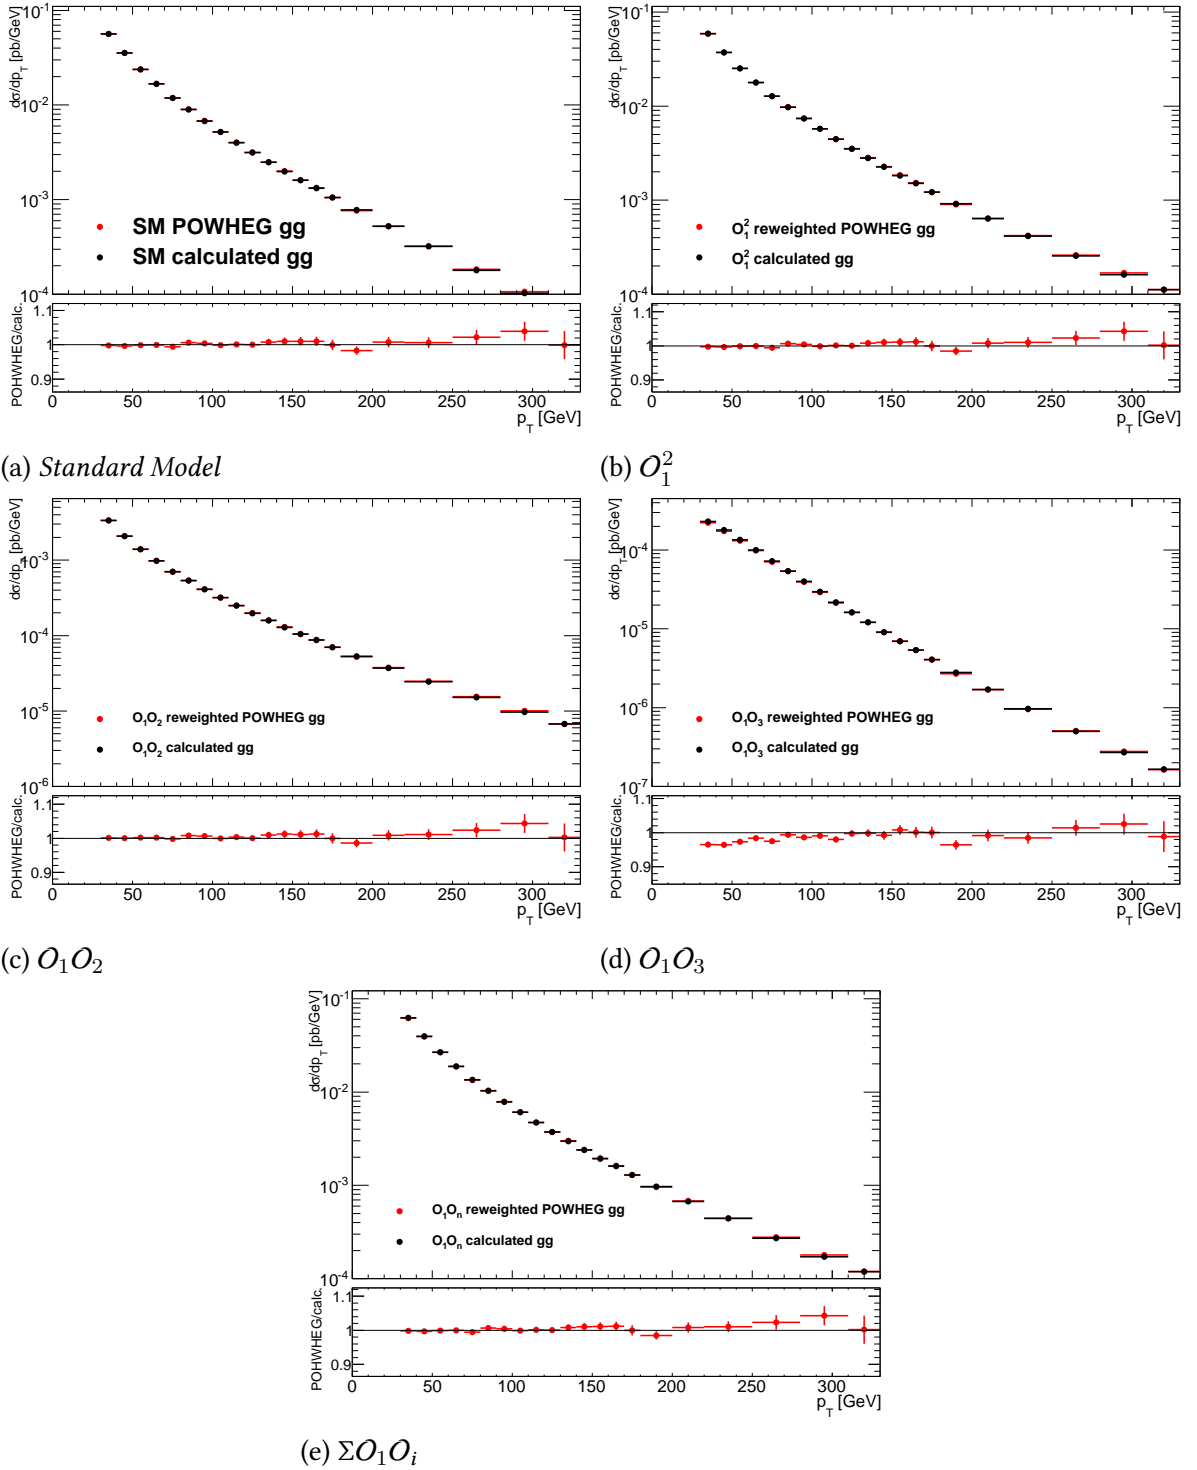 dσ/dp_T [pb/GeV]
10^-1
10^-2
10^-3
10^-4
SM POWHEG gg
SM calculated gg
POHWHEG/calc.
1.1
1
0.9
0 50 100 150 200 250 300
p_T [GeV]
(a) Standard Model
dσ/dp_T [pb/GeV]
10^-1
10^-2
10^-3
10^-4
O_1^2 reweighted POWHEG gg
O_1^2 calculated gg
POHWHEG/calc.
1.1
1
0.9
0 50 100 150 200 250 300
p_T [GeV]
(b) O_1^2
dσ/dp_T [pb/GeV]
10^-3
10^-4
10^-5
10^-6
O_1O_2 reweighted POWHEG gg
O_1O_2 calculated gg
POHWHEG/calc.
1.1
1
0.9
0 50 100 150 200 250 300
p_T [GeV]
(c) O_1O_2
dσ/dp_T [pb/GeV]
10^-4
10^-5
10^-6
10^-7
O_1O_3 reweighted POWHEG gg
O_1O_3 calculated gg
POHWHEG/calc.
1.1
1
0.9
0 50 100 150 200 250 300
p_T [GeV]
(d) O_1O_3
dσ/dp_T [pb/GeV]
10^-1
10^-2
10^-3
10^-4
O_1O_n reweighted POWHEG gg
O_1O_n calculated gg
POHWHEG/calc.
1.1
1
0.9
0 50 100 150 200 250 300
p_T [GeV]
(e) ΣO_1O_i